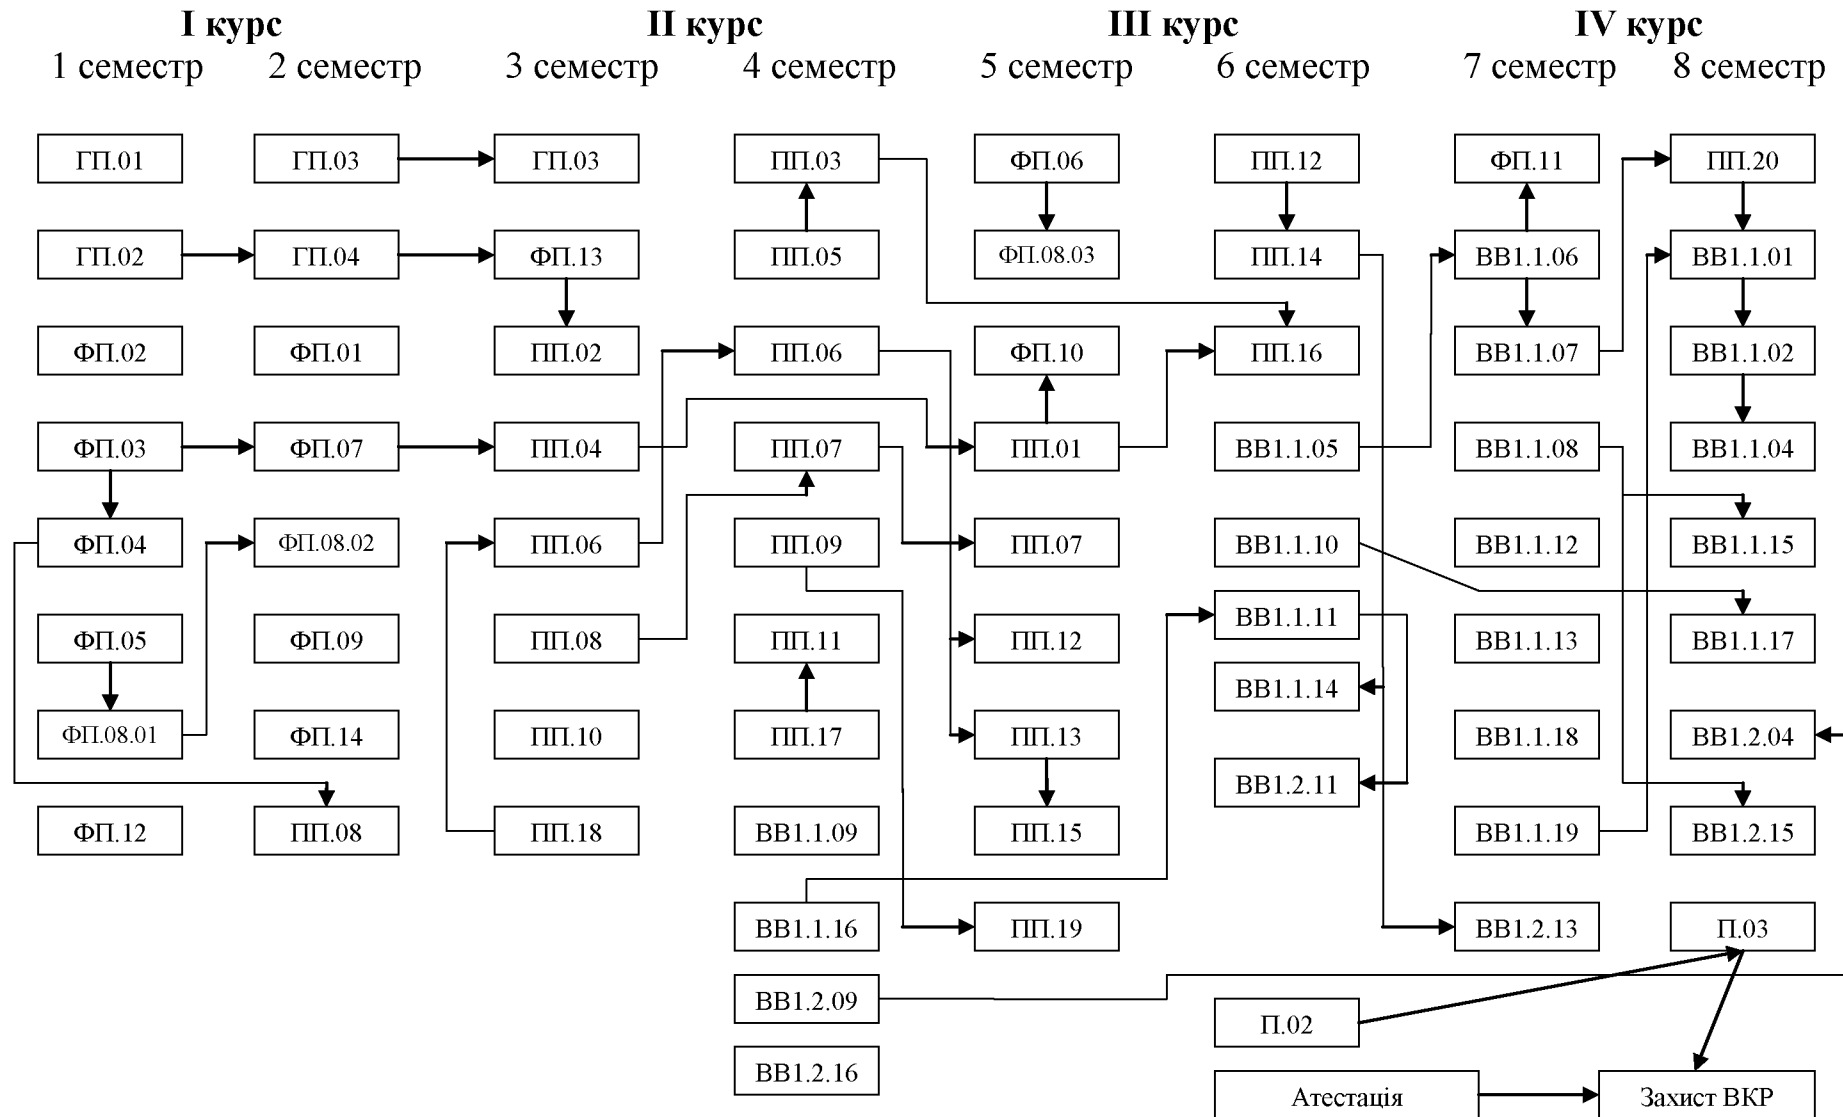 I курс II курс III курс IV курс
1 семестр 2 семестр 3 семестр 4 семестр 5 семестр 6 семестр 7 семестр 8 семестр
ГП.01 ГП.03 ГП.03 ПП.03 ФП.06 ПП.12 ФП.11 ПП.20
ГП.02 ГП.04 ФП.13 ПП.05 ФП.08.03 ПП.14 ВВ1.1.06 ВВ1.1.01
ФП.02 ФП.01 ПП.02 ПП.06 ФП.10 ПП.16 ВВ1.1.07 ВВ1.1.02
ФП.03 ФП.07 ПП.04 ПП.07 ПП.01 ВВ1.1.05 ВВ1.1.08 ВВ1.1.04
ФП.04 ФП.08.02 ПП.06 ПП.09 ПП.07 ВВ1.1.10 ВВ1.1.12 ВВ1.1.15
ВВ1.1.11
ФП.05 ФП.09 ПП.08 ПП.11 ПП.12 ВВ1.1.13 ВВ1.1.17
ВВ1.1.14
ФП.08.01 ФП.14 ПП.10 ПП.17 ПП.13 ВВ1.1.18 ВВ1.2.04
ВВ1.2.11
ФП.12 ПП.08 ПП.18 ВВ1.1.09 ПП.15 ВВ1.1.19 ВВ1.2.15
ВВ1.1.16 ПП.19 ВВ1.2.13 П.03
ВВ1.2.09
П.02
ВВ1.2.16
Атестація Захист ВКР